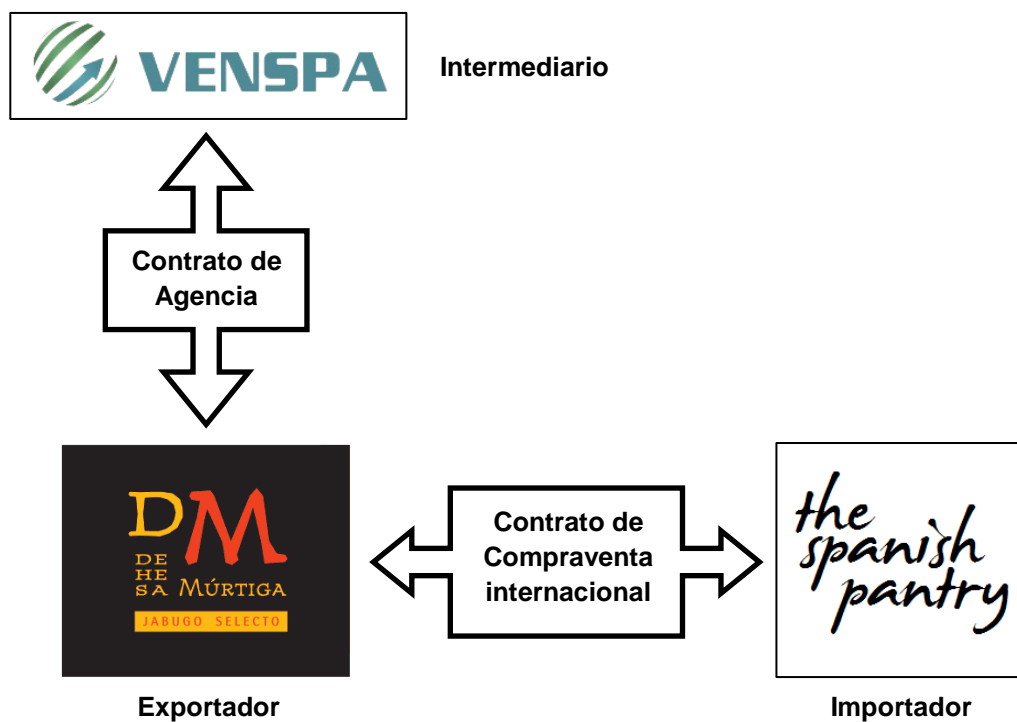 VENSPA
Intermediario
Contrato de
Agencia
DM
DE
HE
SA MÚRTIGA
JABUGO SELECTO
Exportador
Contrato de
Compraventa
internacional
the
spanish
pantry
Importador